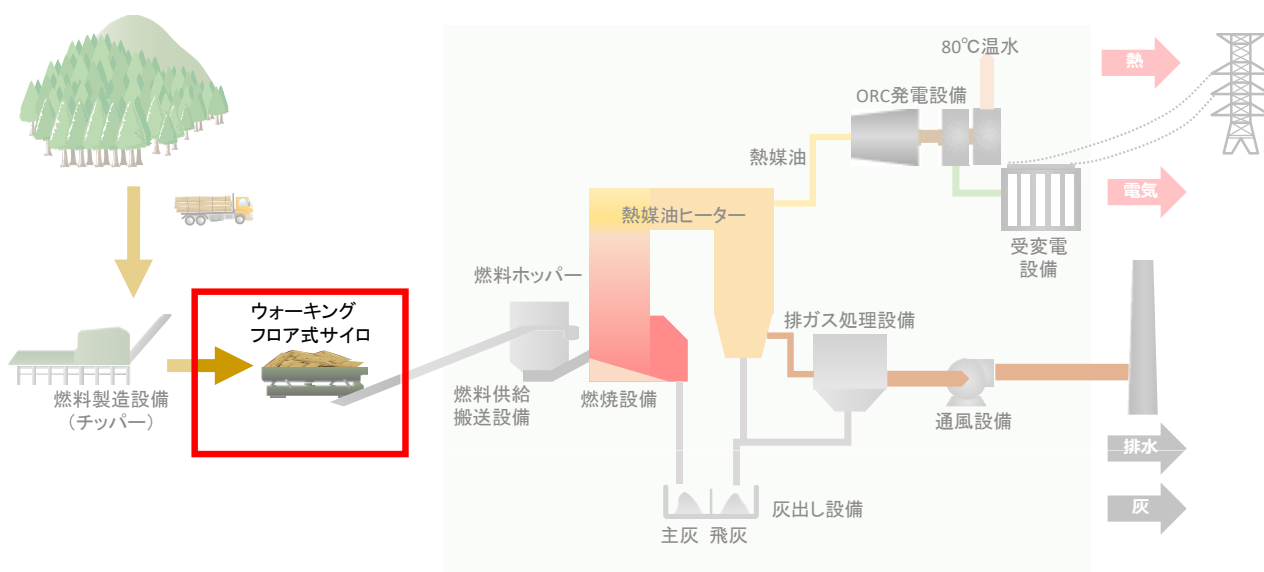 80℃温水
熱
ORC発電設備
熱媒油
電気
熱媒油ヒーター
受変電
設備
燃料ホッパー
ウォーキング
フロア式サイロ
排ガス処理設備
燃料製造設備
（チッパー）
燃料供給
搬送設備
燃焼設備
通風設備
排水
灰
灰出し設備
主灰
飛灰